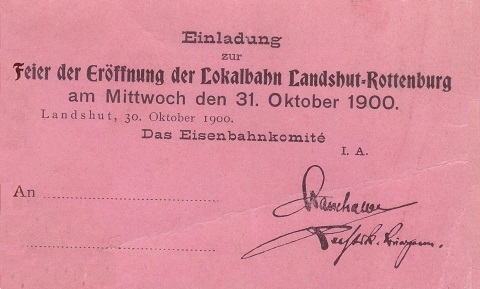 Einladung
zur
Feier der Eröffnung der Lokalbahn Landshut-Rottenburg
am Mittwoch den 31. Oktober 1900.
Landshut, 30. Oktober 1900.
Das Eisenbahnkomité
I. A.
An